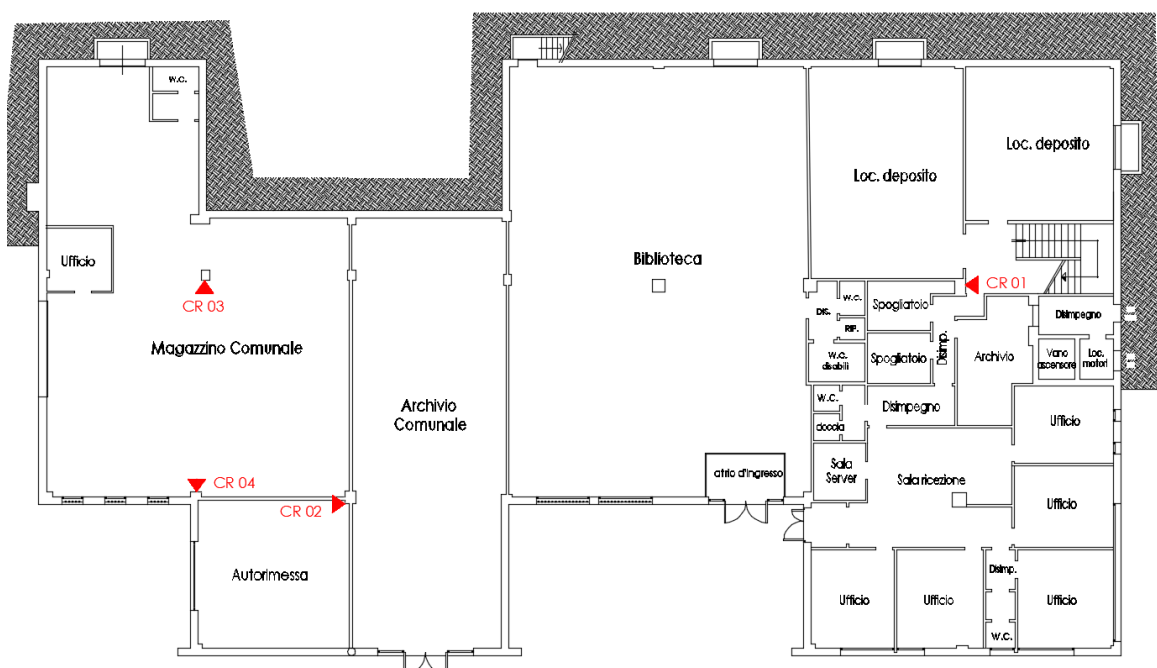 w.c.
Loc. deposito
Loc. deposito
Biblioteca
Ufficio
CR 03
CR 01
w.c.
Spogliatoio
DIS.
RIP.
Disimpegno
Magazzino Comunale
w.c.
disabili
Spogliatoio
Disimp.
Archivio
Vano
ascensore
Loc.
motori
Archivio
Comunale
w.c.
Disimpegno
doccia
Ufficio
atrio d'ingresso
Sala
Server
Sala ricezione
CR 04
CR 02
Ufficio
Autorimessa
Disimp.
Ufficio
Ufficio
Ufficio
w.c.